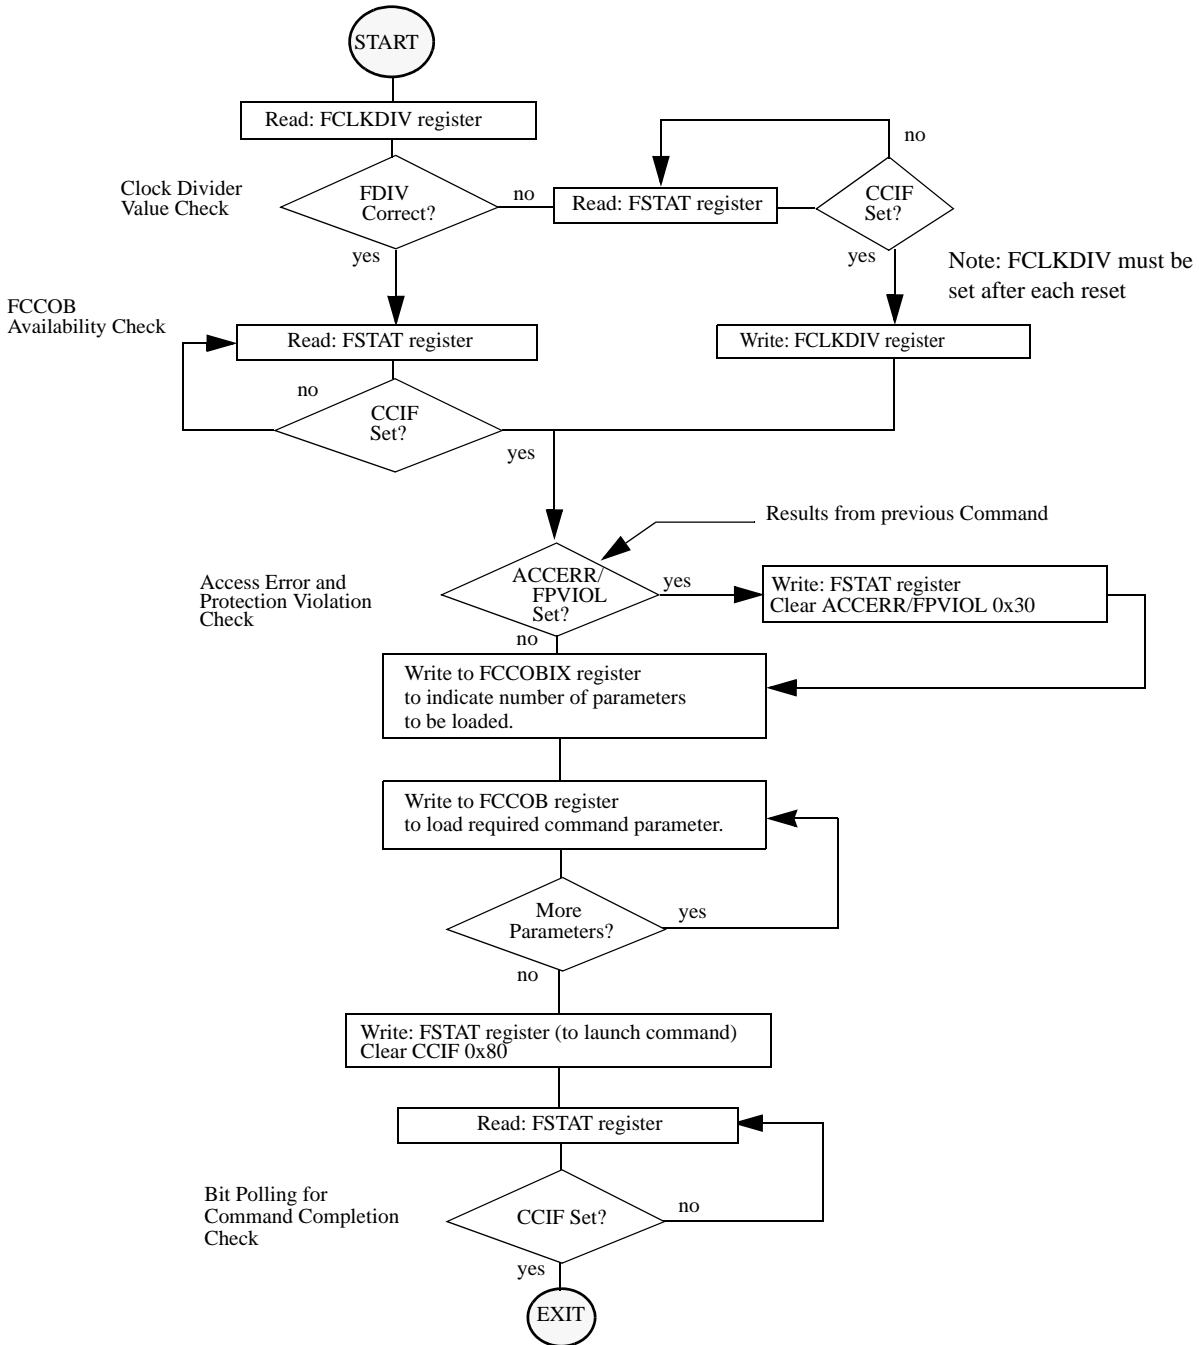 START
Read: FCLKDIV register
no
Clock Divider
Value Check
FDIV
Correct?
no
Read: FSTAT register
CCIF
Set?
yes
yes
Note: FCLKDIV must be
set after each reset
FCCOB
Availability Check
Read: FSTAT register
Write: FCLKDIV register
no
CCIF
Set?
yes
Results from previous Command
Access Error and
Protection Violation
Check
ACCERR/
FPVIOL
Set?
yes
Write: FSTAT register
Clear ACCERR/FPVIOL 0x30
no
Write to FCCOBIX register
to indicate number of parameters
to be loaded.
Write to FCCOB register
to load required command parameter.
More
Parameters?
yes
no
Write: FSTAT register (to launch command)
Clear CCIF 0x80
Read: FSTAT register
Bit Polling for
Command Completion
Check
CCIF Set?
no
yes
EXIT